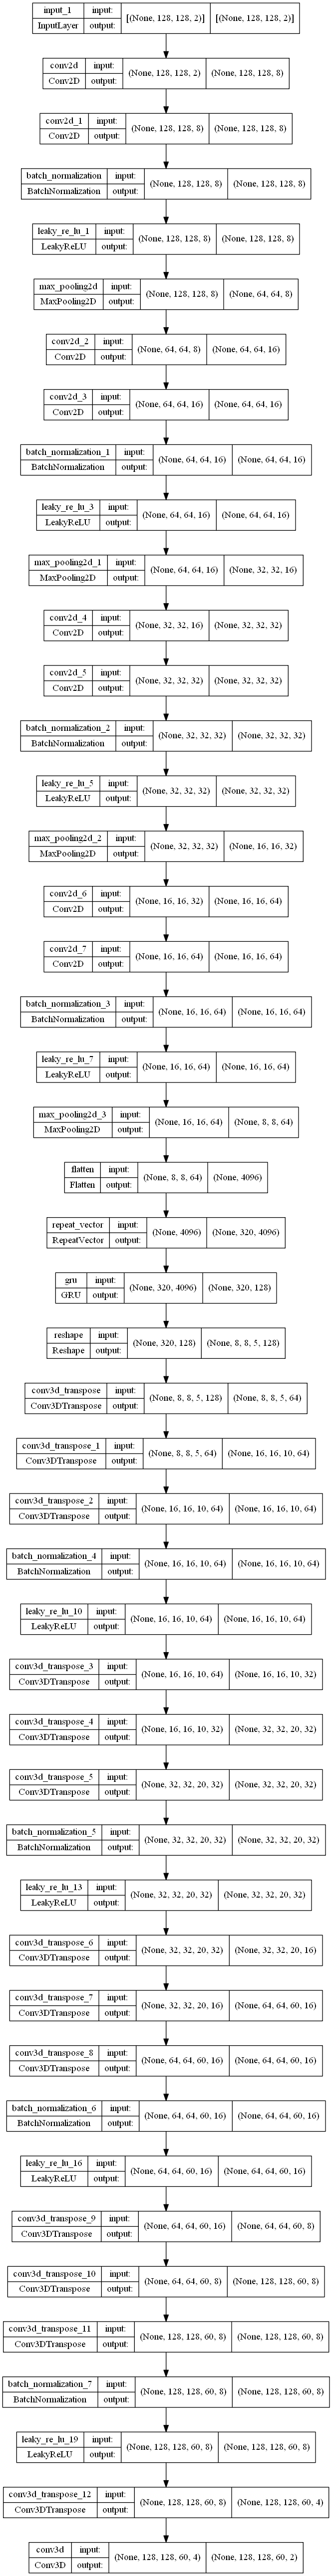 input_1 input: [(None, 128, 128, 2)] [(None, 128, 128, 2)]
InputLayer output:
conv2d input: (None, 128, 128, 2) (None, 128, 128, 8)
Conv2D output:
conv2d_1 input: (None, 128, 128, 8) (None, 128, 128, 8)
Conv2D output:
batch_normalization input: (None, 128, 128, 8) (None, 128, 128, 8)
BatchNormalization output:
leaky_re_lu_1 input: (None, 128, 128, 8) (None, 128, 128, 8)
LeakyReLU output:
max_pooling2d input: (None, 128, 128, 8) (None, 64, 64, 8)
MaxPooling2D output:
conv2d_2 input: (None, 64, 64, 8) (None, 64, 64, 16)
Conv2D output:
conv2d_3 input: (None, 64, 64, 16) (None, 64, 64, 16)
Conv2D output:
batch_normalization_1 input: (None, 64, 64, 16) (None, 64, 64, 16)
BatchNormalization output:
leaky_re_lu_3 input: (None, 64, 64, 16) (None, 64, 64, 16)
LeakyReLU output:
max_pooling2d_1 input: (None, 64, 64, 16) (None, 32, 32, 16)
MaxPooling2D output:
conv2d_4 input: (None, 32, 32, 16) (None, 32, 32, 32)
Conv2D output:
conv2d_5 input: (None, 32, 32, 32) (None, 32, 32, 32)
Conv2D output:
batch_normalization_2 input: (None, 32, 32, 32) (None, 32, 32, 32)
BatchNormalization output:
leaky_re_lu_5 input: (None, 32, 32, 32) (None, 32, 32, 32)
LeakyReLU output:
max_pooling2d_2 input: (None, 32, 32, 32) (None, 16, 16, 32)
MaxPooling2D output:
conv2d_6 input: (None, 16, 16, 32) (None, 16, 16, 64)
Conv2D output:
conv2d_7 input: (None, 16, 16, 64) (None, 16, 16, 64)
Conv2D output:
batch_normalization_3 input: (None, 16, 16, 64) (None, 16, 16, 64)
BatchNormalization output:
leaky_re_lu_7 input: (None, 16, 16, 64) (None, 16, 16, 64)
LeakyReLU output:
max_pooling2d_3 input: (None, 16, 16, 64) (None, 8, 8, 64)
MaxPooling2D output:
flatten input: (None, 8, 8, 64) (None, 4096)
Flatten output:
repeat_vector input: (None, 4096) (None, 320, 4096)
RepeatVector output:
gru input: (None, 320, 4096) (None, 320, 128)
GRU output:
reshape input: (None, 320, 128) (None, 8, 8, 5, 128)
Reshape output:
conv3d_transpose input: (None, 8, 8, 5, 128) (None, 8, 8, 5, 64)
Conv3DTranspose output:
conv3d_transpose_1 input: (None, 8, 8, 5, 64) (None, 16, 16, 10, 64)
Conv3DTranspose output:
conv3d_transpose_2 input: (None, 16, 16, 10, 64) (None, 16, 16, 10, 64)
Conv3DTranspose output:
batch_normalization_4 input: (None, 16, 16, 10, 64) (None, 16, 16, 10, 64)
BatchNormalization output:
leaky_re_lu_10 input: (None, 16, 16, 10, 64) (None, 16, 16, 10, 64)
LeakyReLU output:
conv3d_transpose_3 input: (None, 16, 16, 10, 64) (None, 16, 16, 10, 32)
Conv3DTranspose output:
conv3d_transpose_4 input: (None, 16, 16, 10, 32) (None, 32, 32, 20, 32)
Conv3DTranspose output:
conv3d_transpose_5 input: (None, 32, 32, 20, 32) (None, 32, 32, 20, 32)
Conv3DTranspose output:
batch_normalization_5 input: (None, 32, 32, 20, 32) (None, 32, 32, 20, 32)
BatchNormalization output:
leaky_re_lu_13 input: (None, 32, 32, 20, 32) (None, 32, 32, 20, 32)
LeakyReLU output:
conv3d_transpose_6 input: (None, 32, 32, 20, 32) (None, 32, 32, 20, 16)
Conv3DTranspose output:
conv3d_transpose_7 input: (None, 32, 32, 20, 16) (None, 64, 64, 60, 16)
Conv3DTranspose output:
conv3d_transpose_8 input: (None, 64, 64, 60, 16) (None, 64, 64, 60, 16)
Conv3DTranspose output:
batch_normalization_6 input: (None, 64, 64, 60, 16) (None, 64, 64, 60, 16)
BatchNormalization output:
leaky_re_lu_16 input: (None, 64, 64, 60, 16) (None, 64, 64, 60, 16)
LeakyReLU output:
conv3d_transpose_9 input: (None, 64, 64, 60, 16) (None, 64, 64, 60, 8)
Conv3DTranspose output:
conv3d_transpose_10 input: (None, 64, 64, 60, 8) (None, 128, 128, 60, 8)
Conv3DTranspose output:
conv3d_transpose_11 input: (None, 128, 128, 60, 8) (None, 128, 128, 60, 8)
Conv3DTranspose output:
batch_normalization_7 input: (None, 128, 128, 60, 8) (None, 128, 128, 60, 8)
BatchNormalization output:
leaky_re_lu_19 input: (None, 128, 128, 60, 8) (None, 128, 128, 60, 8)
LeakyReLU output:
conv3d_transpose_12 input: (None, 128, 128, 60, 8) (None, 128, 128, 60, 4)
Conv3DTranspose output:
conv3d input: (None, 128, 128, 60, 4) (None, 128, 128, 60, 2)
Conv3D output: